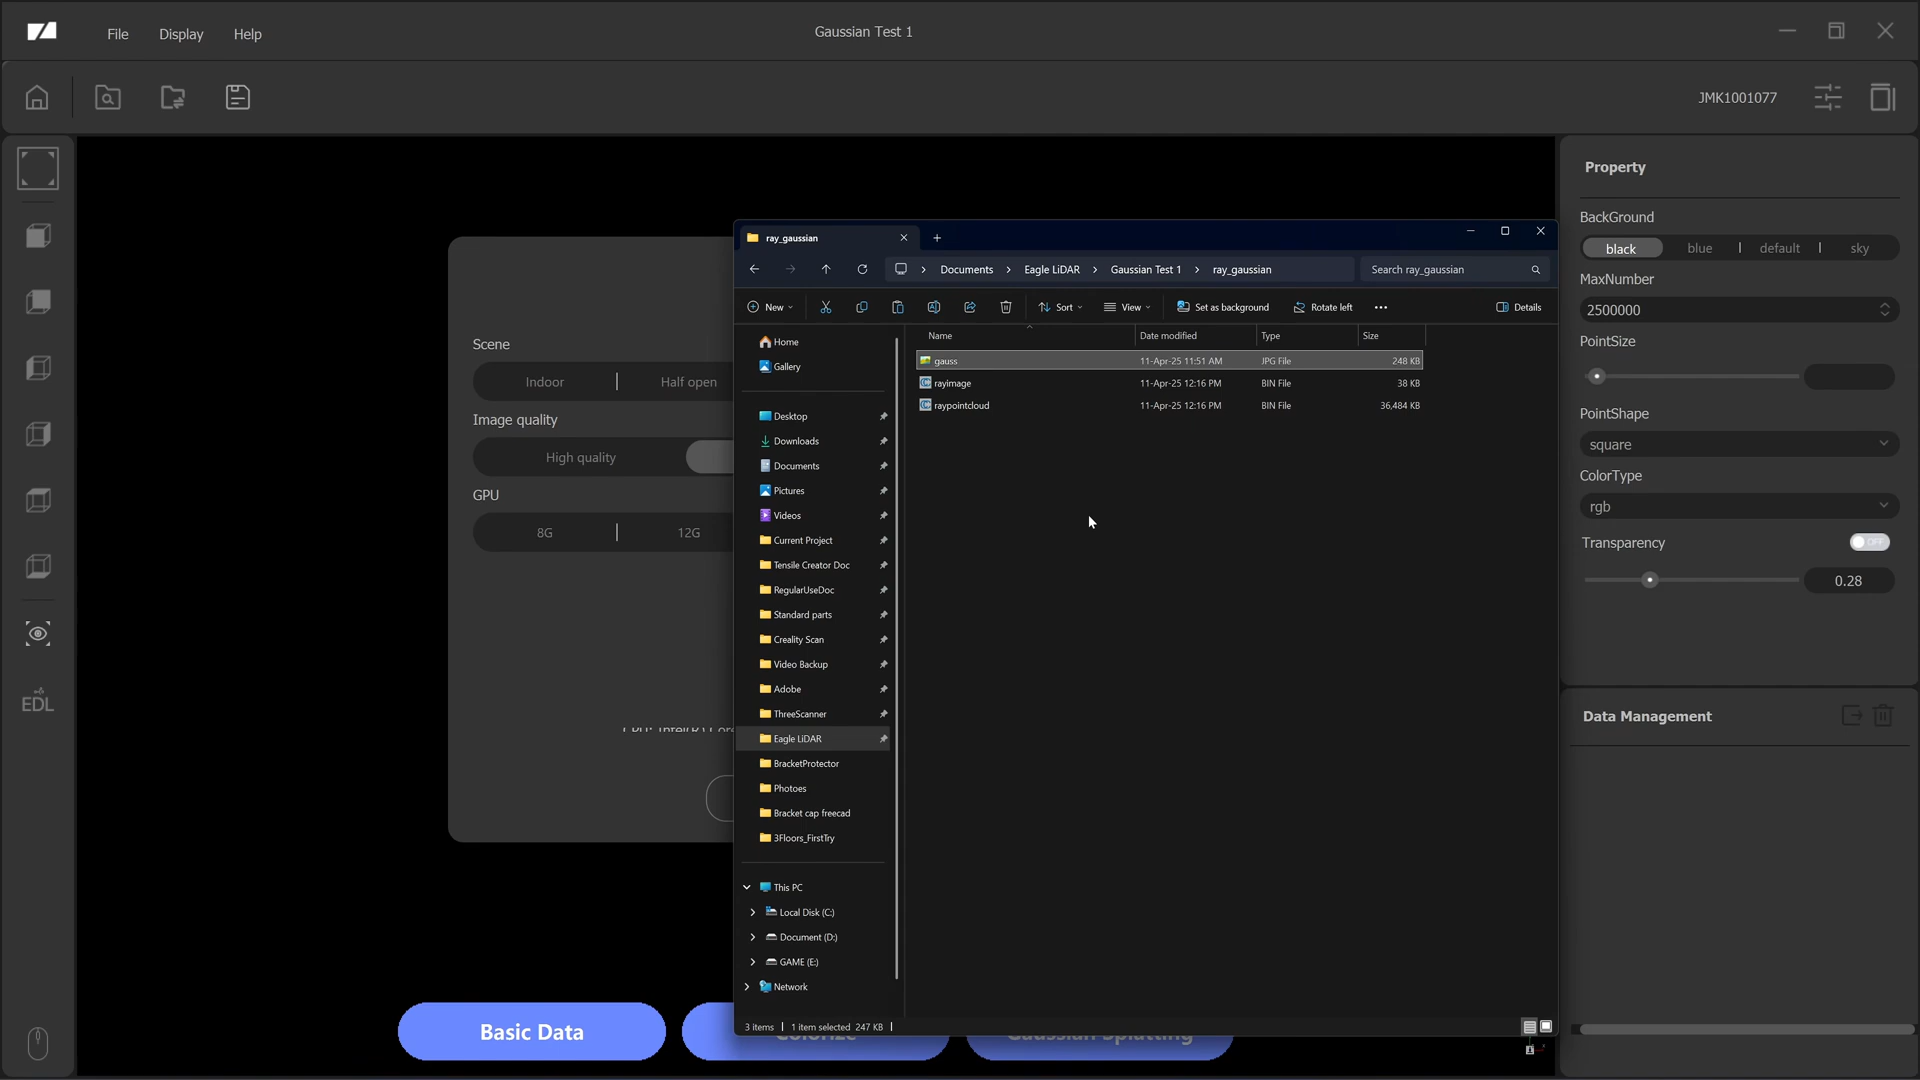 File Display Help
Gaussian Test 1
JMK1001077
Property
BackGround
black blue | default | sky
MaxNumber
2500000
PointSize
PointShape
square
ColorType
rgb
Transparency OFF
0.28
Data Management
Scene
Indoor | Half open
Image quality
High quality
GPU
8G | 12G
EDL
Basic Data
Colorize
Gaussian Splatting
ray_gaussian
Documents > Eagle LiDAR > Gaussian Test 1 > ray_gaussian
Search ray_gaussian
New Sort View Set as background Rotate left Details
Name Date modified Type Size
gauss 11-Apr-25 11:51 AM JPG File 248 KB
rayimage 11-Apr-25 12:16 PM BIN File 38 KB
raypointcloud 11-Apr-25 12:16 PM BIN File 36,484 KB
Home
Gallery
Desktop
Downloads
Documents
Pictures
Videos
Current Project
Tensile Creator Doc
RegularUseDoc
Standard parts
Creality Scan
Video Backup
Adobe
ThreeScanner
Eagle LiDAR
BracketProtector
Photoes
Bracket cap freecad
3Floors_FirstTry
This PC
Local Disk (C:)
Document (D:)
GAME (E:)
Network
3 items | 1 item selected 247 KB |